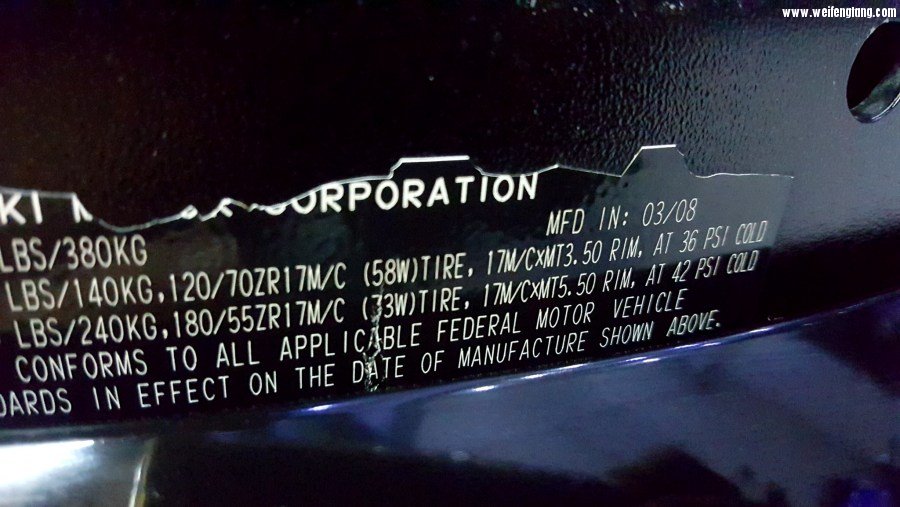 www.weifengtang.com
KI CORPORATION
MFD IN: 03/08
LBS/380KG
LBS/140KG,120/70ZR17M/C (58W)TIRE, 17M/CxMT3.50 RIM, AT 36 PSI COLD
LBS/240KG,180/55ZR17M/C (73W)TIRE, 17M/CxMT5.50 RIM, AT 42 PSI COLD
CONFORMS TO ALL APPLICABLE FEDERAL MOTOR VEHICLE
DARDS IN EFFECT ON THE DATE OF MANUFACTURE SHOWN ABOVE.